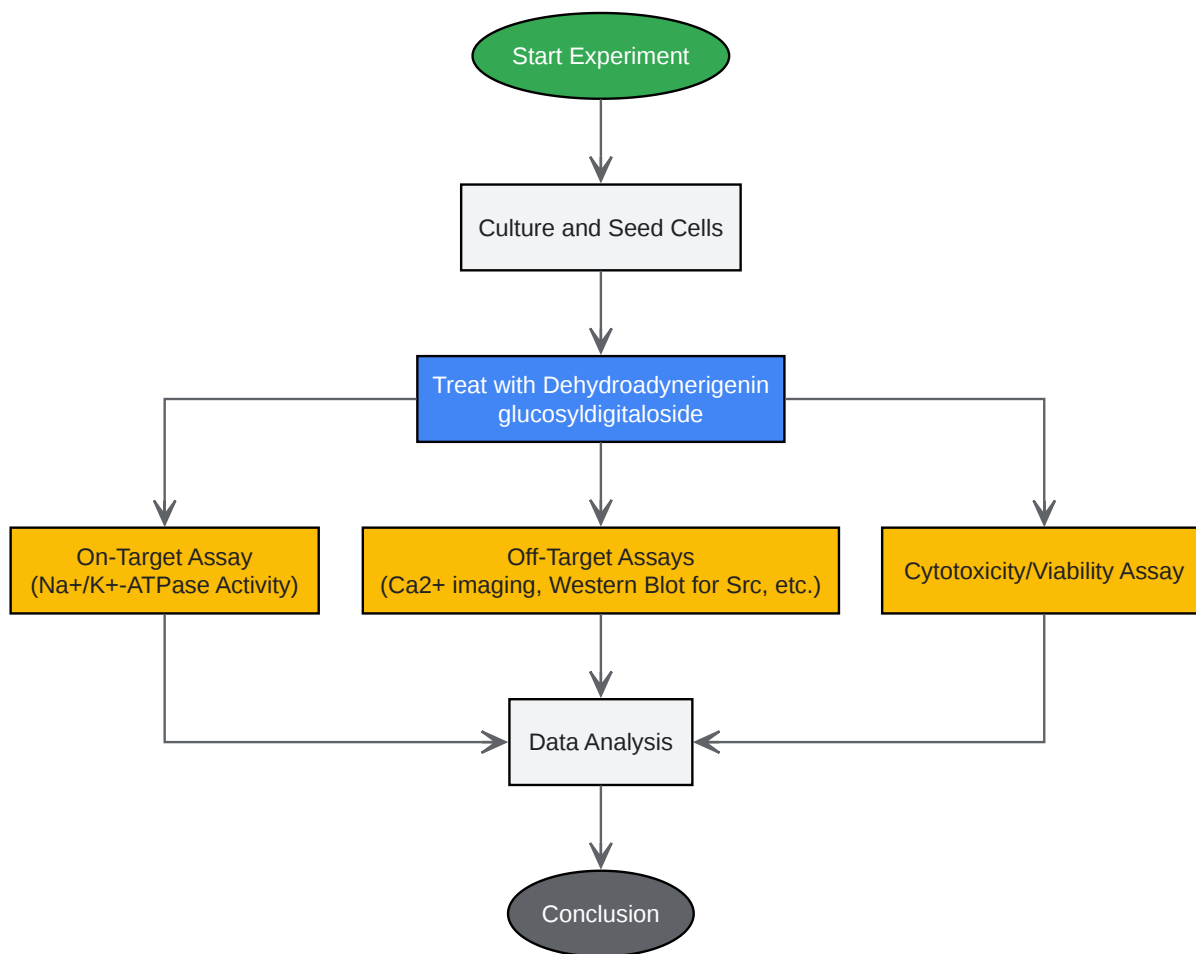 Start Experiment
Culture and Seed Cells
Treat with Dehydroadynerigenin
glucosyldigitaloside
On-Target Assay
(Na+/K+-ATPase Activity)
Off-Target Assays
(Ca2+ imaging, Western Blot for Src, etc.)
Cytotoxicity/Viability Assay
Data Analysis
Conclusion